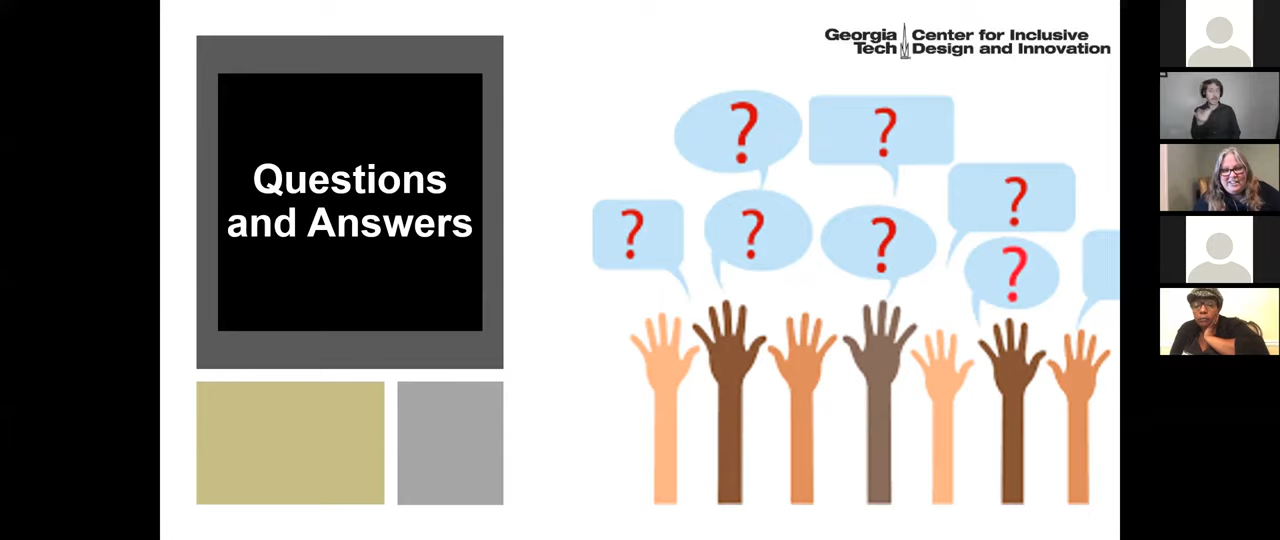 Georgia Tech
Center for Inclusive
Design and Innovation
Questions
and Answers
?
?
?
?
?
?
?